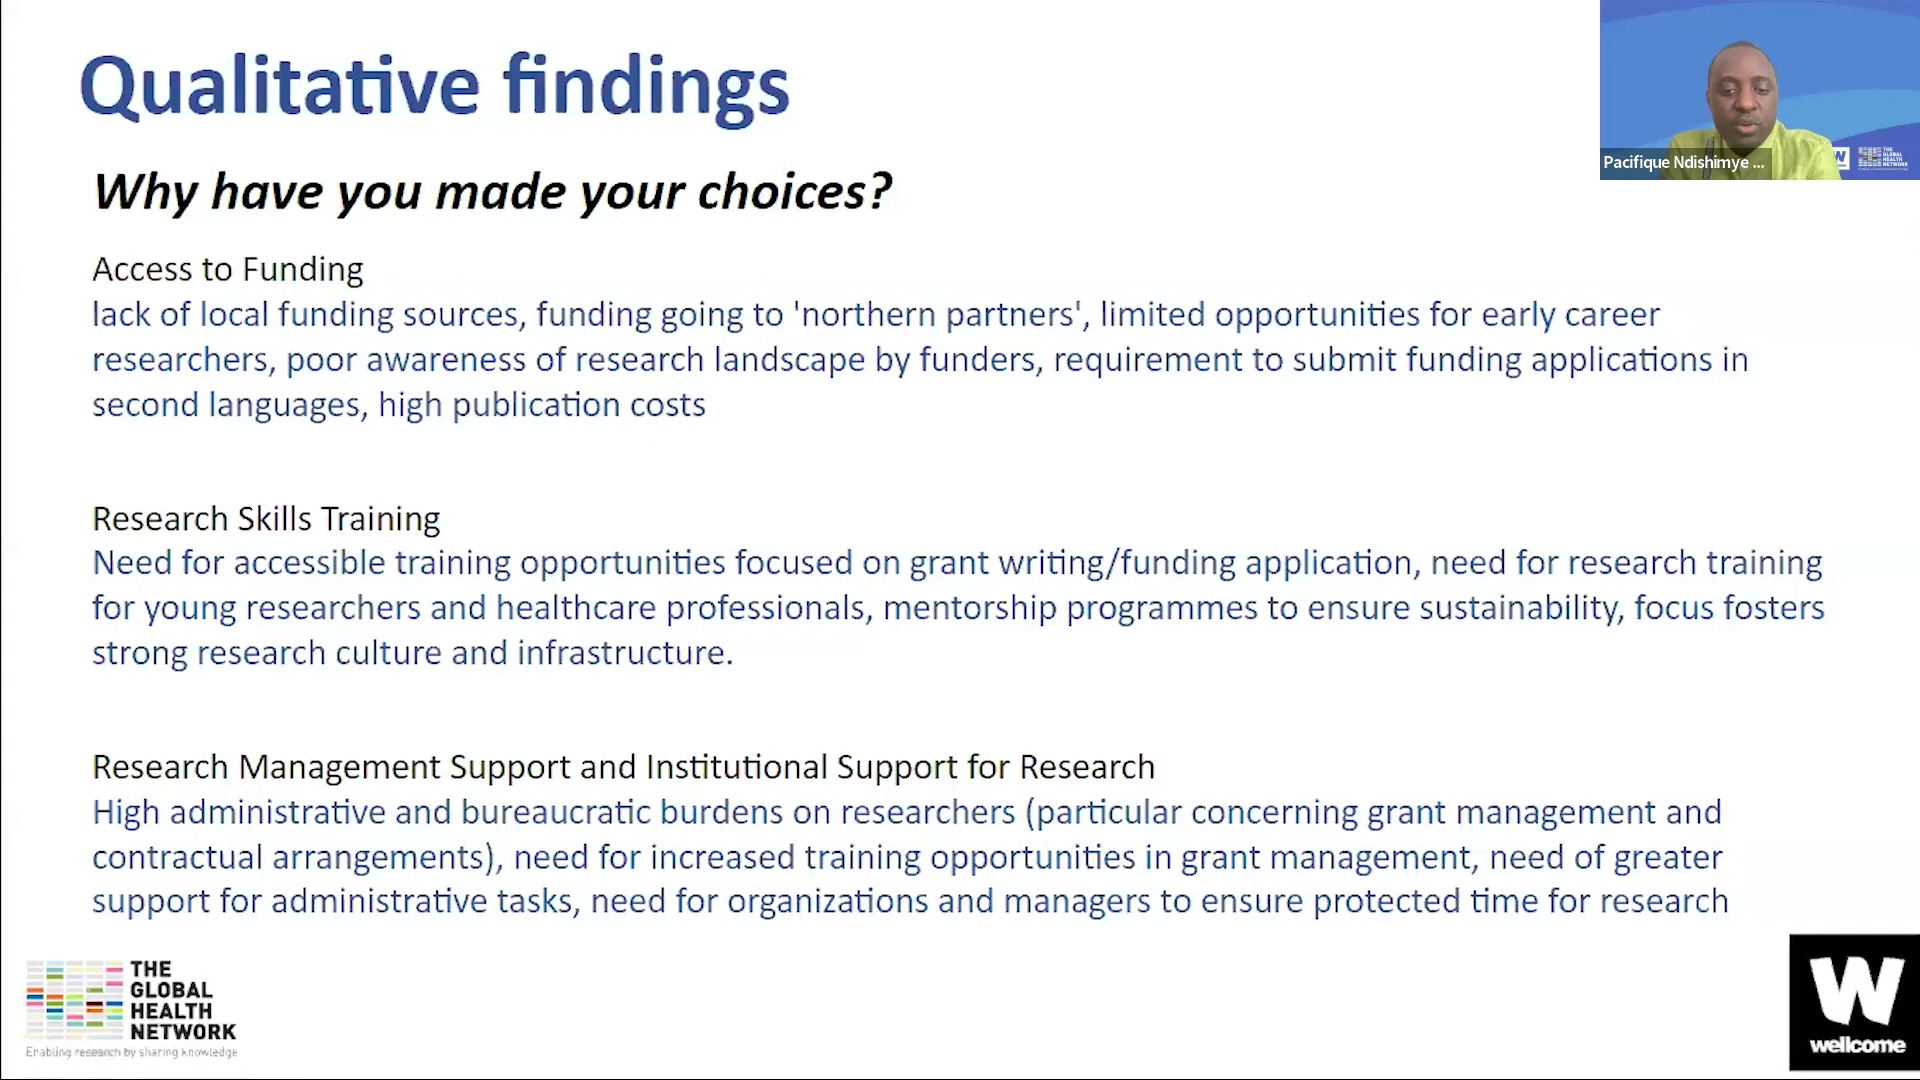 Qualitative findings
Why have you made your choices?
Access to Funding
lack of local funding sources, funding going to 'northern partners', limited opportunities for early career
researchers, poor awareness of research landscape by funders, requirement to submit funding applications in
second languages, high publication costs
Research Skills Training
Need for accessible training opportunities focused on grant writing/funding application, need for research training
for young researchers and healthcare professionals, mentorship programmes to ensure sustainability, focus fosters
strong research culture and infrastructure.
Research Management Support and Institutional Support for Research
High administrative and bureaucratic burdens on researchers (particular concerning grant management and
contractual arrangements), need for increased training opportunities in grant management, need of greater
support for administrative tasks, need for organizations and managers to ensure protected time for research
THE
GLOBAL
HEALTH
NETWORK
Enabling research by sharing knowledge
W
wellcome
Pacifique Ndishimye ...
W
THE
GLOBAL
HEALTH
NETWORK